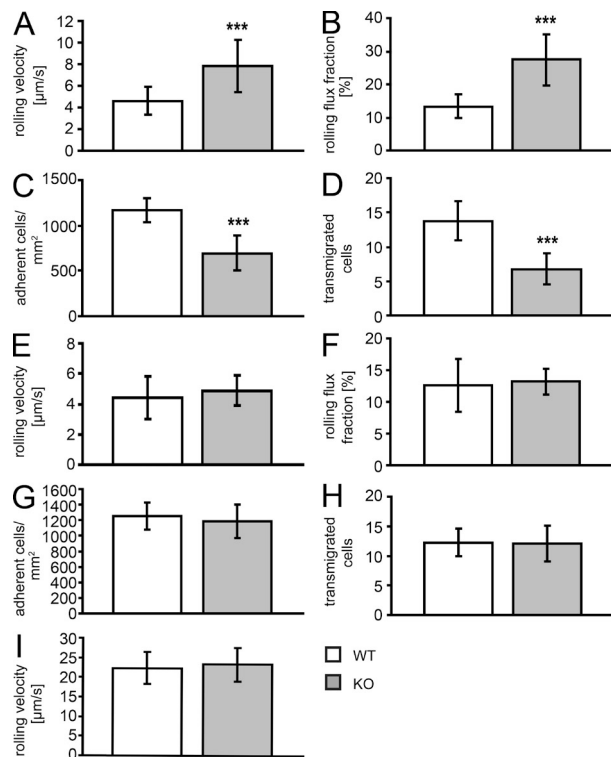 A
rolling velocity
[µm/s]
12
10
8
6
4
2
0
***
B
rolling flux fraction
[%]
40
30
20
10
0
***
C
adherent cells/
mm²
1500
1000
500
0
***
D
transmigrated
cells
20
15
10
5
0
***
E
rolling velocity
[µm/s]
8
6
4
2
0
F
rolling flux
fraction [%]
20
15
10
5
0
G
adherent cells/
mm²
1600
1400
1200
1000
800
600
400
200
0
H
transmigrated
cells
20
15
10
5
0
I
rolling velocity
[µm/s]
30
25
20
15
10
5
0
WT
KO